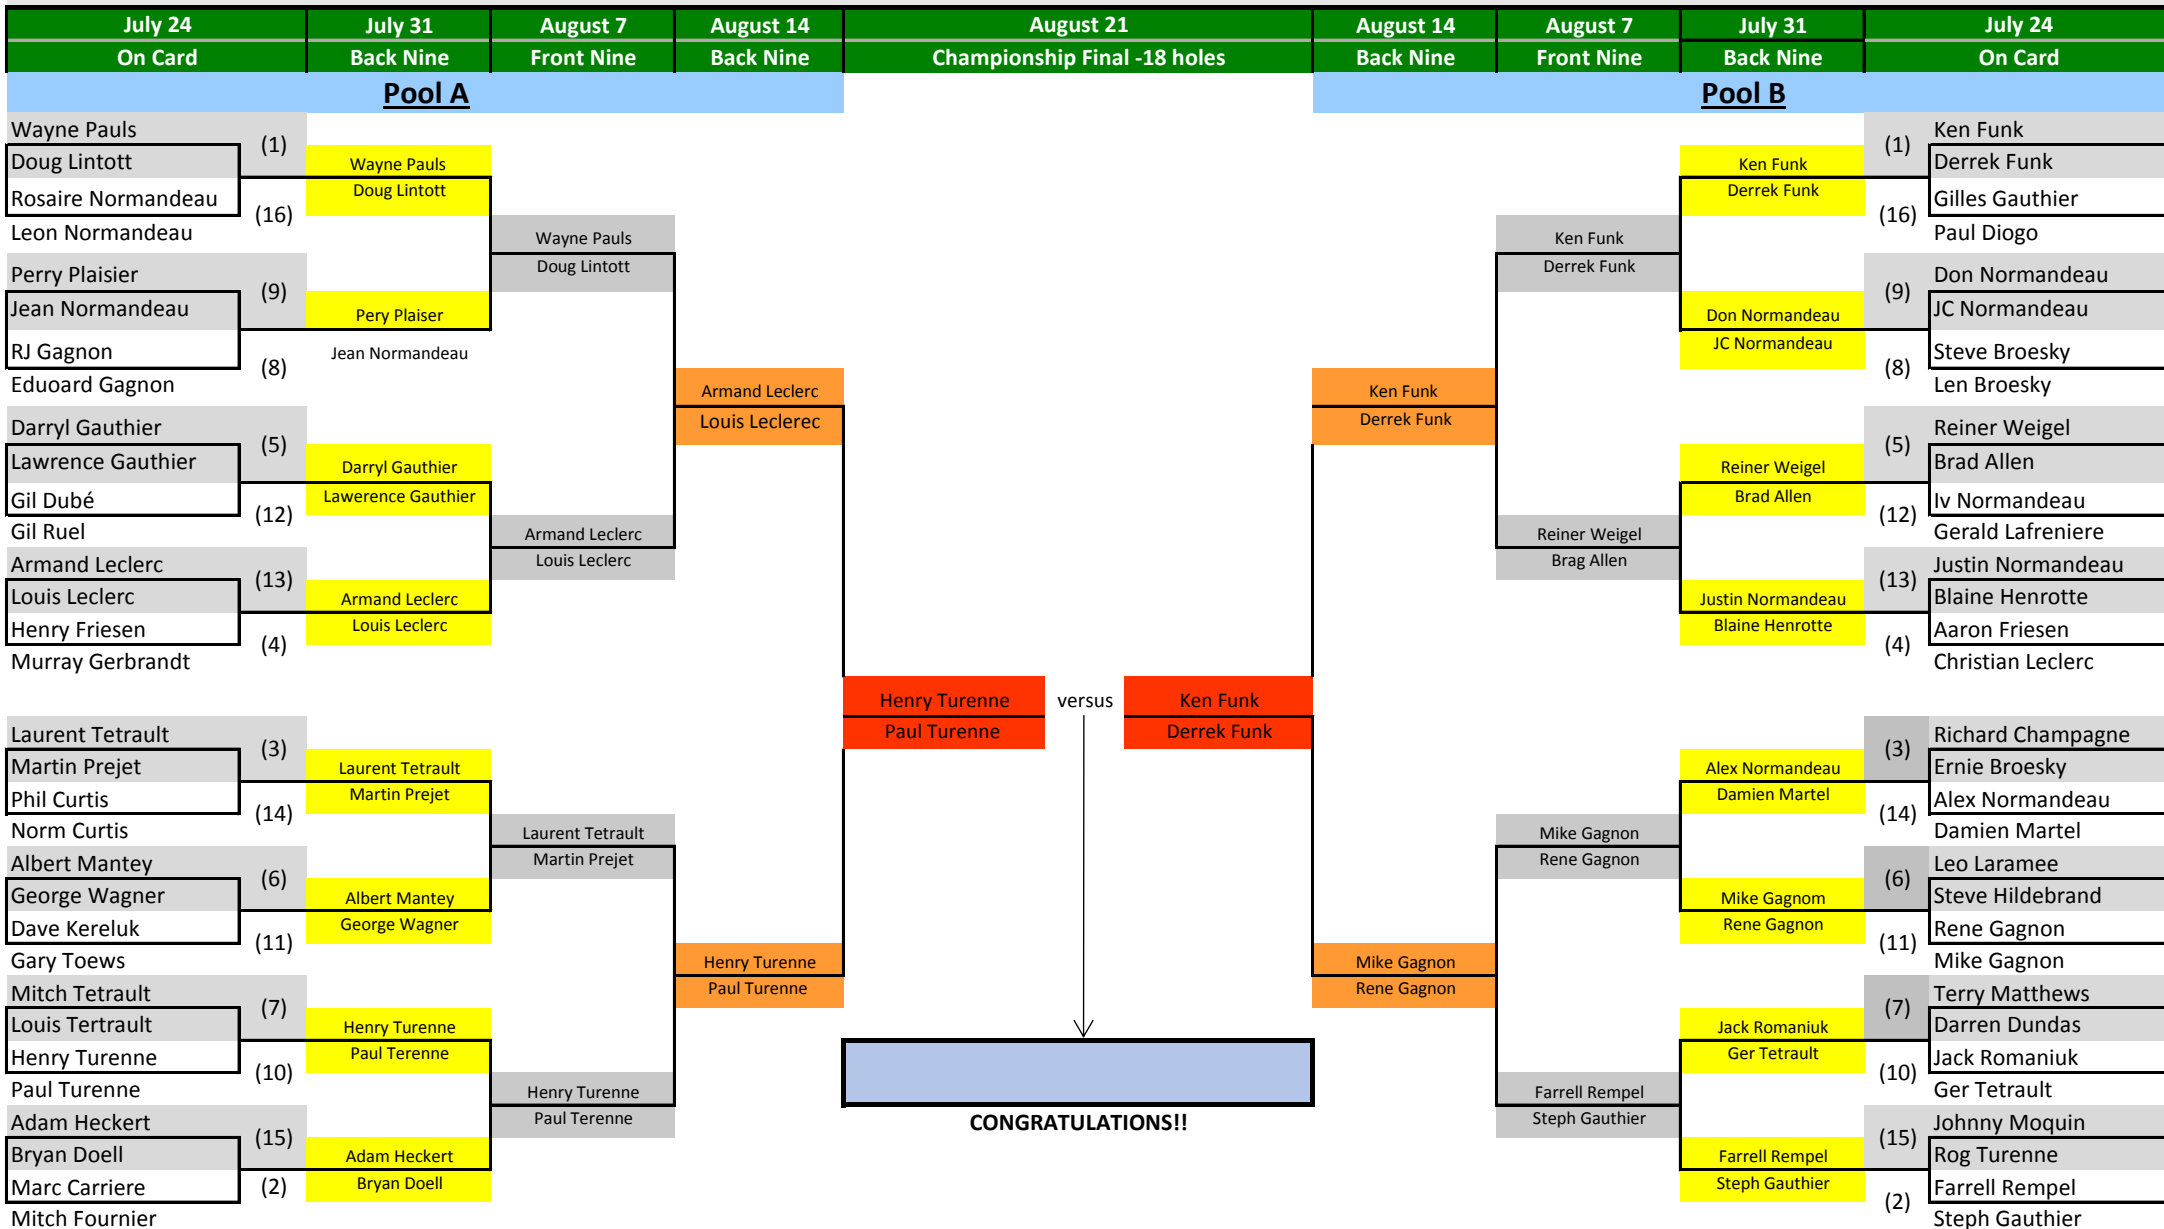 July 24 July 31 August 7 August 14 August 21 August 14 August 7 July 31 July 24
On Card Back Nine Front Nine Back Nine Championship Final -18 holes Back Nine Front Nine Back Nine On Card
Pool A Pool B
Wayne Pauls
(1)
Doug Lintott
Rosaire Normandeau
(16)
Leon Normandeau
Perry Plaisier
(9)
Jean Normandeau
RJ Gagnon
(8)
Eduoard Gagnon
Darryl Gauthier
(5)
Lawrence Gauthier
Gil Dubé
(12)
Gil Ruel
Armand Leclerc
(13)
Louis Leclerc
Henry Friesen
(4)
Murray Gerbrandt
Laurent Tetrault
(3)
Martin Prejet
Phil Curtis
(14)
Norm Curtis
Albert Mantey
(6)
George Wagner
Dave Kereluk
(11)
Gary Toews
Mitch Tetrault
(7)
Louis Tertrault
Henry Turenne
(10)
Paul Turenne
Adam Heckert
(15)
Bryan Doell
Marc Carriere
(2)
Mitch Fournier
Wayne Pauls
Doug Lintott
Pery Plaiser
Jean Normandeau
Darryl Gauthier
Lawerence Gauthier
Armand Leclerc
Louis Leclerc
Laurent Tetrault
Martin Prejet
Albert Mantey
George Wagner
Henry Turenne
Paul Terenne
Adam Heckert
Bryan Doell
Wayne Pauls
Doug Lintott
Armand Leclerc
Louis Leclerc
Laurent Tetrault
Martin Prejet
Henry Turenne
Paul Terenne
Armand Leclerc
Louis Leclerec
Henry Turenne
Paul Turenne
Henry Turenne
Paul Turenne
versus
Ken Funk
Derrek Funk
CONGRATULATIONS!!
Ken Funk
Derrek Funk
Mike Gagnon
Rene Gagnon
Ken Funk
Derrek Funk
Reiner Weigel
Brag Allen
Mike Gagnon
Rene Gagnon
Farrell Rempel
Steph Gauthier
Ken Funk
Derrek Funk
Don Normandeau
JC Normandeau
Reiner Weigel
Brad Allen
Justin Normandeau
Blaine Henrotte
Alex Normandeau
Damien Martel
Mike Gagnom
Rene Gagnon
Jack Romaniuk
Ger Tetrault
Farrell Rempel
Steph Gauthier
Ken Funk
(1)
Derrek Funk
Gilles Gauthier
(16)
Paul Diogo
Don Normandeau
(9)
JC Normandeau
Steve Broesky
(8)
Len Broesky
Reiner Weigel
(5)
Brad Allen
Iv Normandeau
(12)
Gerald Lafreniere
Justin Normandeau
(13)
Blaine Henrotte
Aaron Friesen
(4)
Christian Leclerc
Richard Champagne
(3)
Ernie Broesky
Alex Normandeau
(14)
Damien Martel
Leo Laramee
(6)
Steve Hildebrand
Rene Gagnon
(11)
Mike Gagnon
Terry Matthews
(7)
Darren Dundas
Jack Romaniuk
(10)
Ger Tetrault
Johnny Moquin
(15)
Rog Turenne
Farrell Rempel
(2)
Steph Gauthier